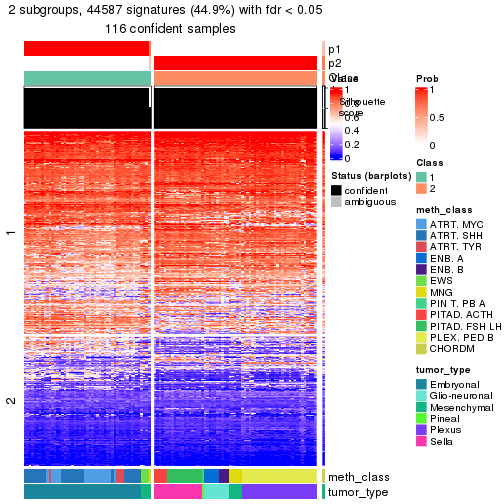 2 subgroups, 44587 signatures (44.9%) with fdr < 0.05
116 confident samples
p1
p2
Class
Silhouette
score
1
2
meth_class
tumor_type
Value
1
0.8
0.6
0.4
0.2
0
Status (barplots)
confident
ambiguous
Prob
1
0.5
0
Class
1
2
meth_class
ATRT. MYC
ATRT. SHH
ATRT. TYR
ENB. A
ENB. B
EWS
MNG
PIN T. PB A
PITAD. ACTH
PITAD. FSH LH
PLEX. PED B
CHORDM
tumor_type
Embryonal
Glio-neuronal
Mesenchymal
Pineal
Plexus
Sella